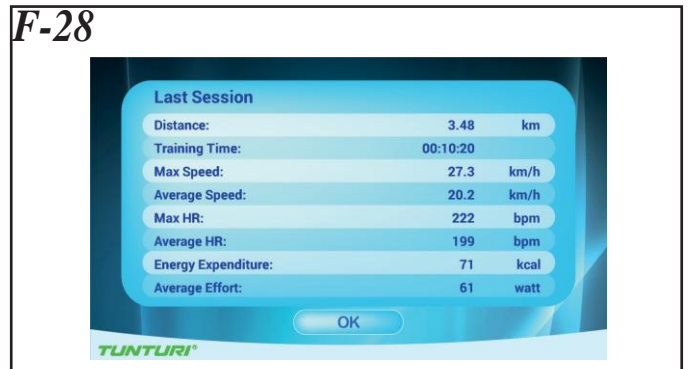 F-28
Last Session
Distance: 3.48 km
Training Time: 00:10:20
Max Speed: 27.3 km/h
Average Speed: 20.2 km/h
Max HR: 222 bpm
Average HR: 199 bpm
Energy Expenditure: 71 kcal
Average Effort: 61 watt
OK
TUNTURI®